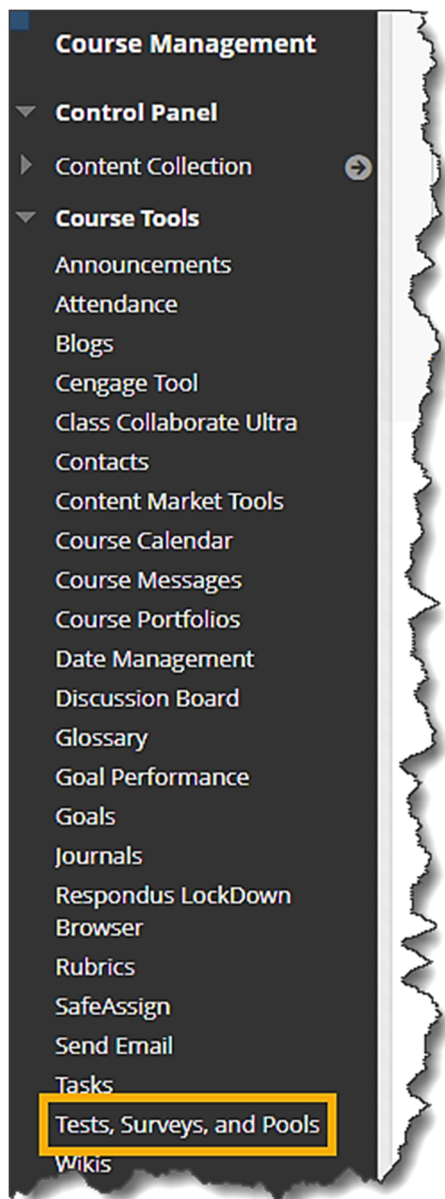 Course Management
Control Panel
Content Collection
Course Tools
Announcements
Attendance
Blogs
Cengage Tool
Class Collaborate Ultra
Contacts
Content Market Tools
Course Calendar
Course Messages
Course Portfolios
Date Management
Discussion Board
Glossary
Goal Performance
Goals
Journals
Respondus LockDown
Browser
Rubrics
SafeAssign
Send Email
Tasks
Tests, Surveys, and Pools
Wikis